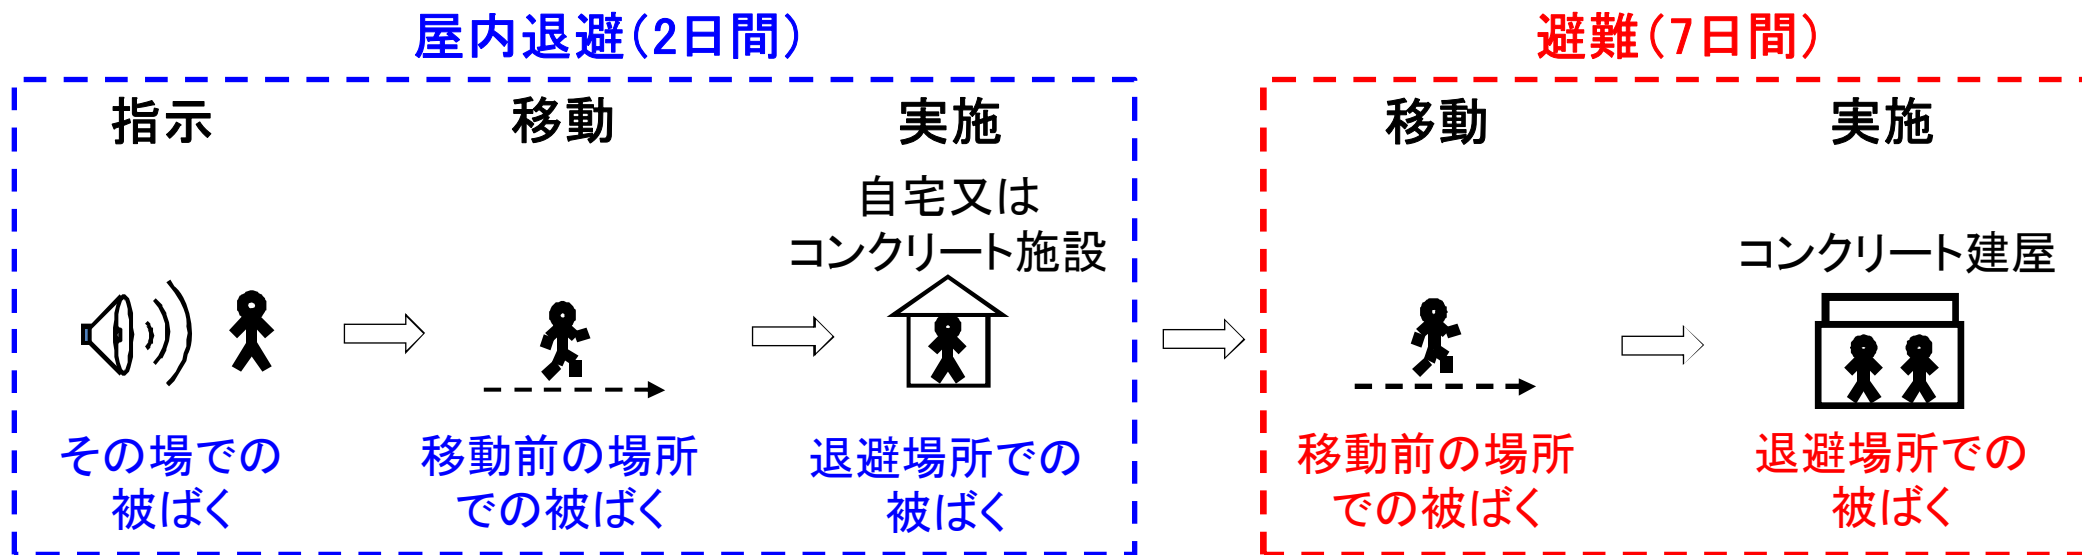 屋内退避(2日間)
指示
移動
実施
自宅又は
コンクリート施設
その場での
被ばく
移動前の場所
での被ばく
退避場所での
被ばく
避難(7日間)
移動
実施
コンクリート建屋
移動前の場所
での被ばく
退避場所での
被ばく